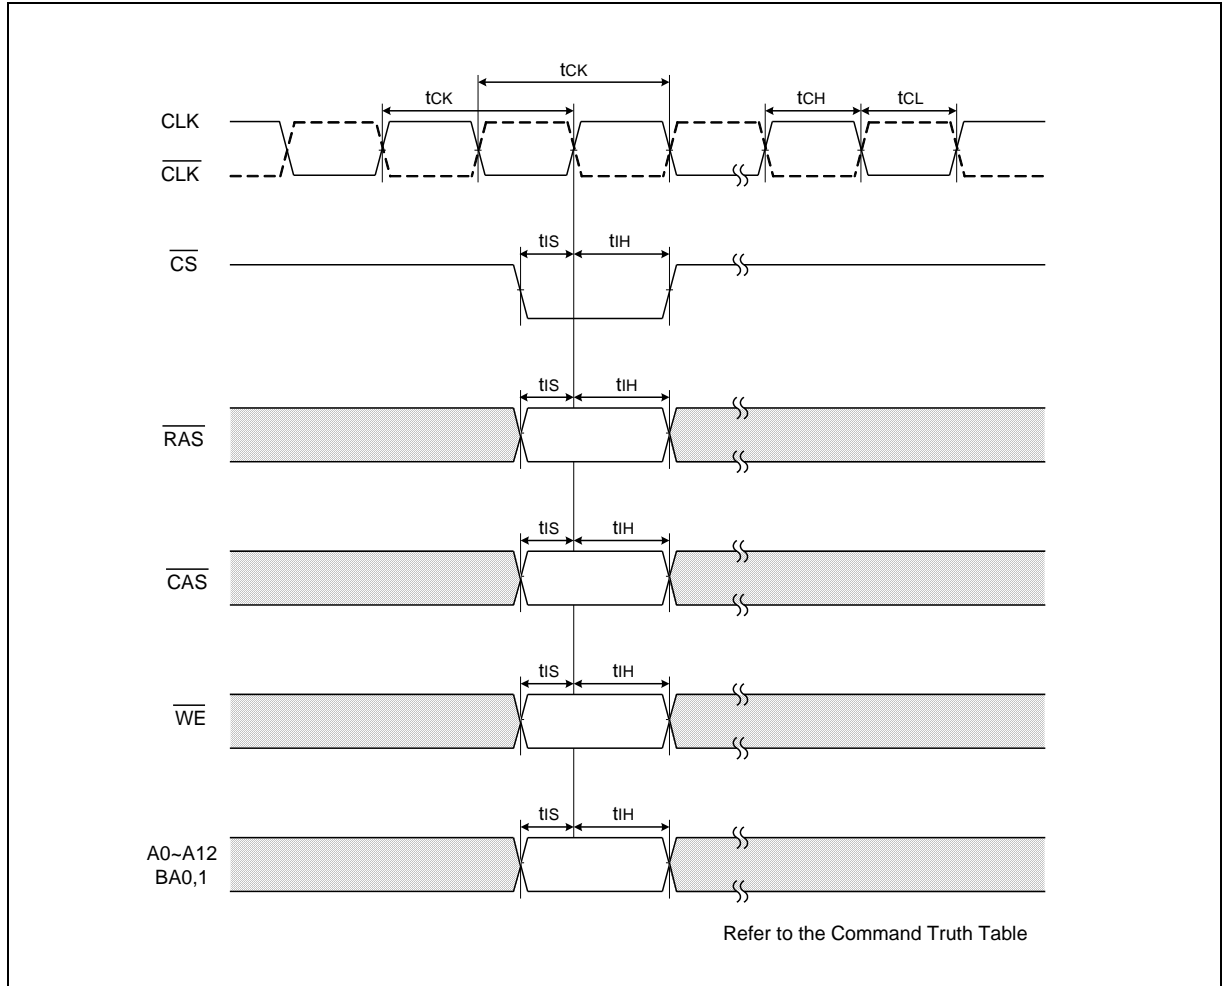 tCK
tCK
tCH
tCL
CLK
CLK
tIS
tIH
CS
tIS
tIH
RAS
tIS
tIH
CAS
tIS
tIH
WE
tIS
tIH
A0~A12
BA0,1
Refer to the Command Truth Table